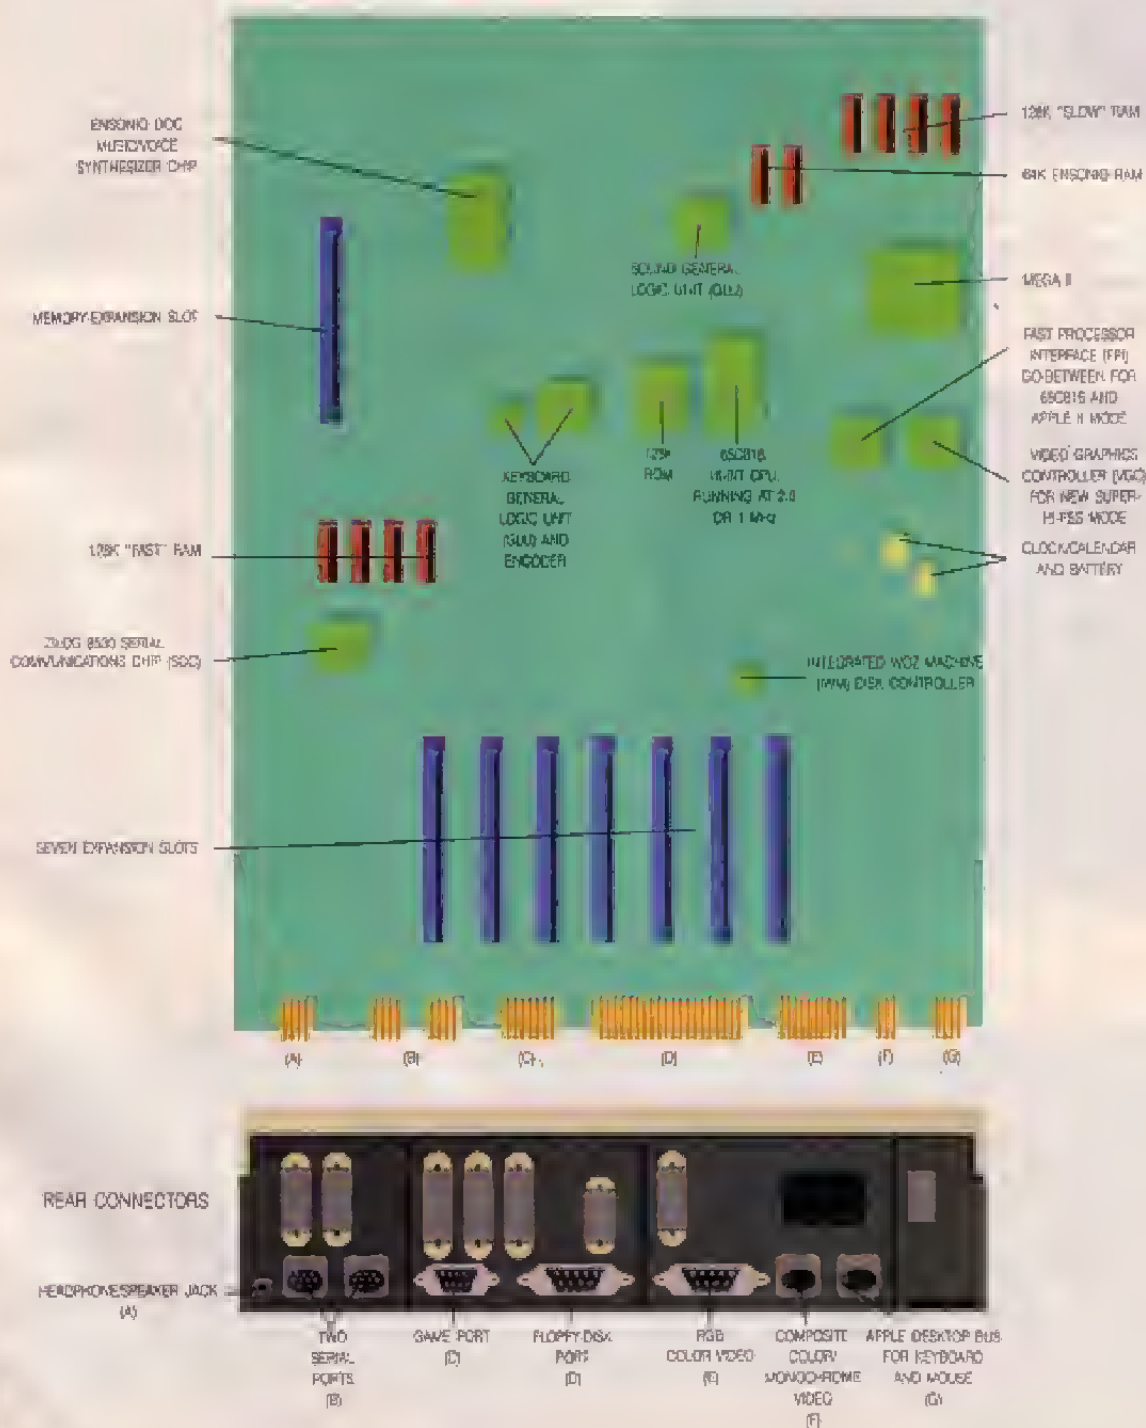 ENSONIQ DOC
MUSIC/VOICE
SYNTHESIZER CHIP
128K "SLOW" RAM
64K ENSONIQ RAM
SOUND GENERAL
LOGIC UNIT (GLU)
MEGA II
MEMORY-EXPANSION SLOT
FAST PROCESSOR
INTERFACE (FPI)
GO-BETWEEN FOR
65C816 AND
APPLE II MODE
KEYBOARD
GENERAL
LOGIC UNIT
(GLU) AND
ENCODER
128K
ROM
65C816
16-BIT CPU,
RUNNING AT 2.8
OR 1 MHz
VIDEO GRAPHICS
CONTROLLER (VGC)
FOR NEW SUPER-
HI-RES MODE
128K "FAST" RAM
CLOCK/CALENDAR
AND BATTERY
ZILOG 8530 SERIAL
COMMUNICATIONS CHIP (SCC)
INTEGRATED WOZ MACHINE
(IWM) DISK CONTROLLER
SEVEN EXPANSION SLOTS
(A)
(B)
(C)
(D)
(E)
(F)
(G)
REAR CONNECTORS
HEADPHONE/SPEAKER JACK
(A)
TWO
SERIAL
PORTS
(B)
GAME PORT
(C)
FLOPPY-DISK
PORT
(D)
RGB
COLOR VIDEO
(E)
COMPOSITE
COLOR/
MONOCHROME
VIDEO
(F)
APPLE DESKTOP BUS
FOR KEYBOARD
AND MOUSE
(G)